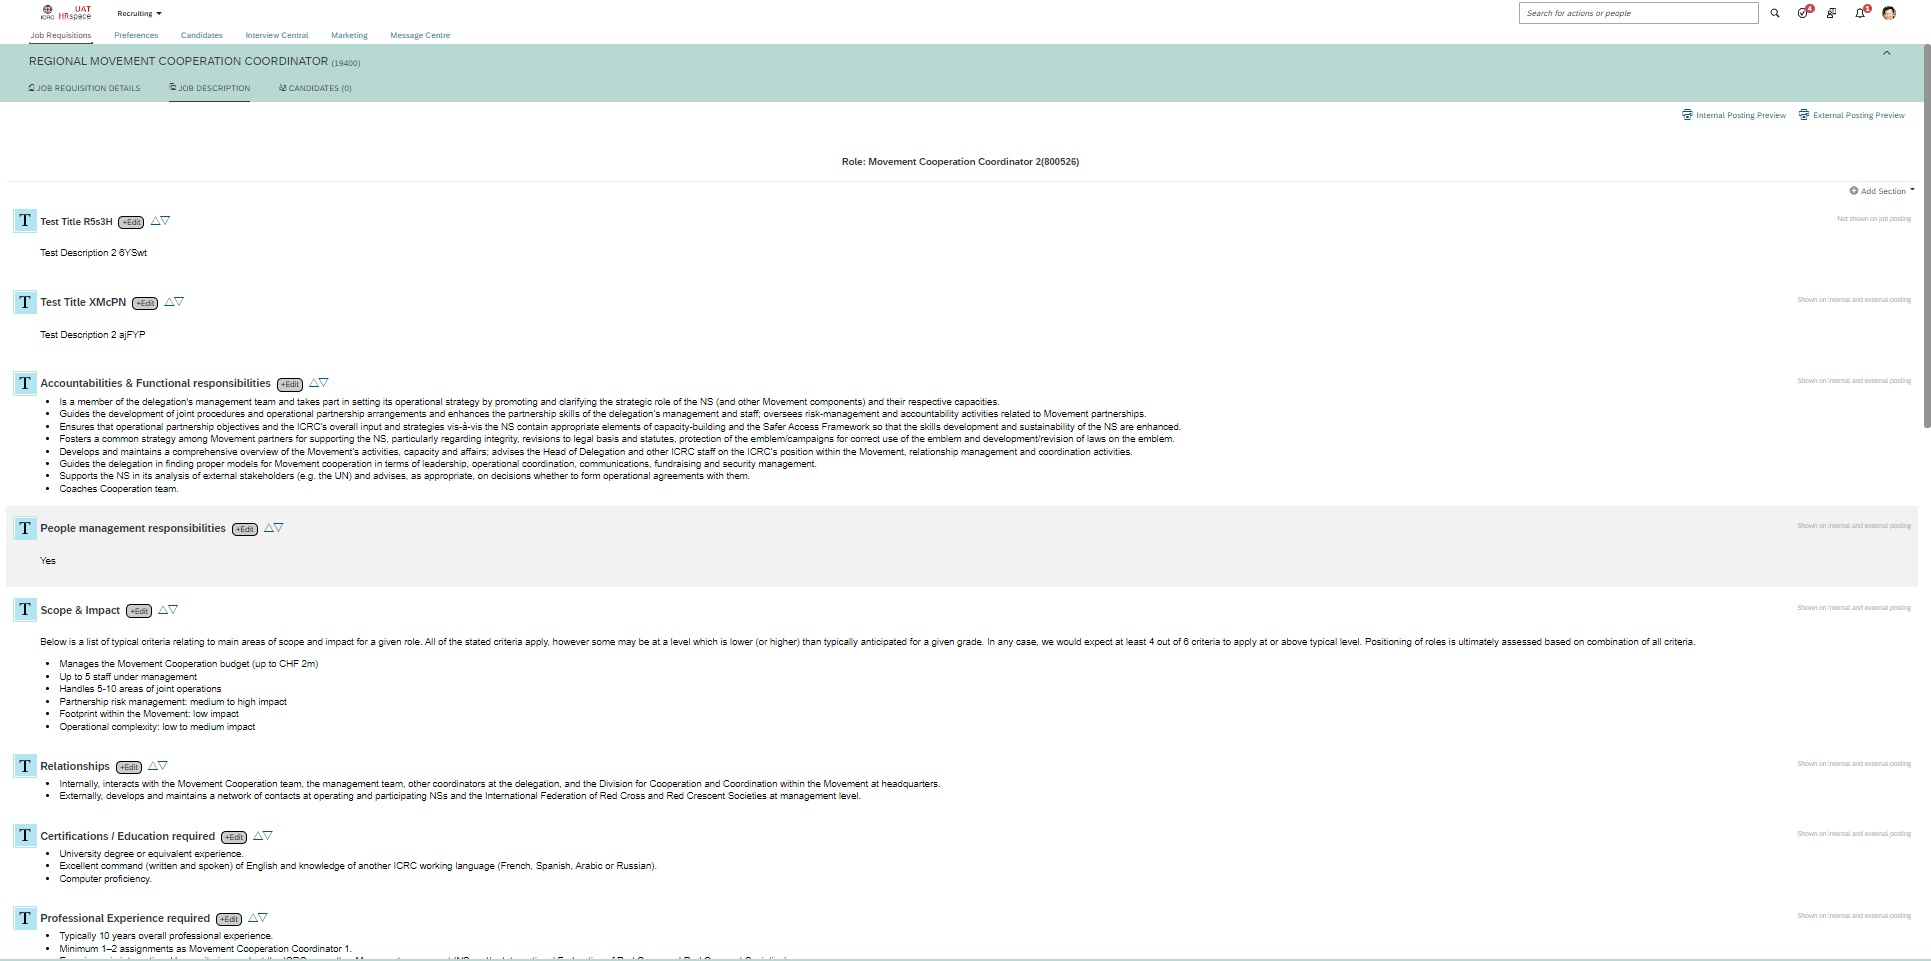 ICRC
UAT
HRspace
Recruiting
Search for actions or people
4
1
Job Requisitions
Preferences
Candidates
Interview Central
Marketing
Message Centre
REGIONAL MOVEMENT COOPERATION COORDINATOR (19400)
JOB REQUISITION DETAILS
JOB DESCRIPTION
CANDIDATES (0)
Internal Posting Preview
External Posting Preview
Role: Movement Cooperation Coordinator 2(800526)
Add Section
T Test Title R5s3H +Edit
Not shown on job posting
Test Description 2 6YSwt
T Test Title XMcPN +Edit
Shown on internal and external posting
Test Description 2 ajFYP
T Accountabilities & Functional responsibilities +Edit
Shown on internal and external posting
• Is a member of the delegation's management team and takes part in setting its operational strategy by promoting and clarifying the strategic role of the NS (and other Movement components) and their respective capacities.
• Guides the development of joint procedures and operational partnership arrangements and enhances the partnership skills of the delegation's management and staff; oversees risk-management and accountability activities related to Movement partnerships.
• Ensures that operational partnership objectives and the ICRC's overall input and strategies vis-à-vis the NS contain appropriate elements of capacity-building and the Safer Access Framework so that the skills development and sustainability of the NS are enhanced.
• Fosters a common strategy among Movement partners for supporting the NS, particularly regarding integrity, revisions to legal basis and statutes, protection of the emblem/campaigns for correct use of the emblem and development/revision of laws on the emblem.
• Develops and maintains a comprehensive overview of the Movement's activities, capacity and affairs; advises the Head of Delegation and other ICRC staff on the ICRC's position within the Movement, relationship management and coordination activities.
• Guides the delegation in finding proper models for Movement cooperation in terms of leadership, operational coordination, communications, fundraising and security management.
• Supports the NS in its analysis of external stakeholders (e.g. the UN) and advises, as appropriate, on decisions whether to form operational agreements with them.
• Coaches Cooperation team.
T People management responsibilities +Edit
Shown on internal and external posting
Yes
T Scope & Impact +Edit
Shown on internal and external posting
Below is a list of typical criteria relating to main areas of scope and impact for a given role. All of the stated criteria apply, however some may be at a level which is lower (or higher) than typically anticipated for a given grade. In any case, we would expect at least 4 out of 6 criteria to apply at or above typical level. Positioning of roles is ultimately assessed based on combination of all criteria.
• Manages the Movement Cooperation budget (up to CHF 2m)
• Up to 5 staff under management
• Handles 5-10 areas of joint operations
• Partnership risk management: medium to high impact
• Footprint within the Movement: low impact
• Operational complexity: low to medium impact
T Relationships +Edit
Shown on internal and external posting
• Internally, interacts with the Movement Cooperation team, the management team, other coordinators at the delegation, and the Division for Cooperation and Coordination within the Movement at headquarters.
• Externally, develops and maintains a network of contacts at operating and participating NSs and the International Federation of Red Cross and Red Crescent Societies at management level.
T Certifications / Education required +Edit
Shown on internal and external posting
• University degree or equivalent experience.
• Excellent command (written and spoken) of English and knowledge of another ICRC working language (French, Spanish, Arabic or Russian).
• Computer proficiency.
T Professional Experience required +Edit
Shown on internal and external posting
• Typically 10 years overall professional experience.
• Minimum 1–2 assignments as Movement Cooperation Coordinator 1.